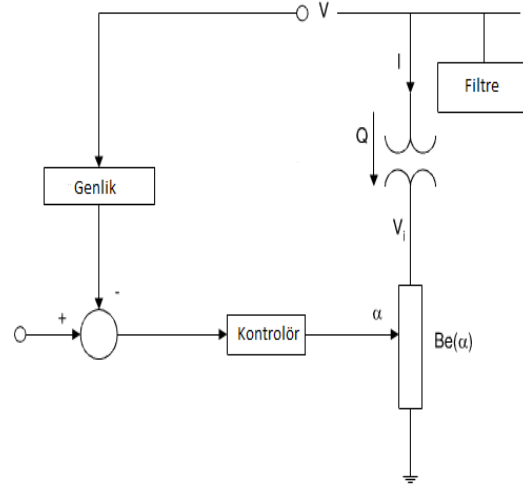 V
I
Filtre
Q
Genlik
Vi
-
+
Kontrolör
α
Be(α)